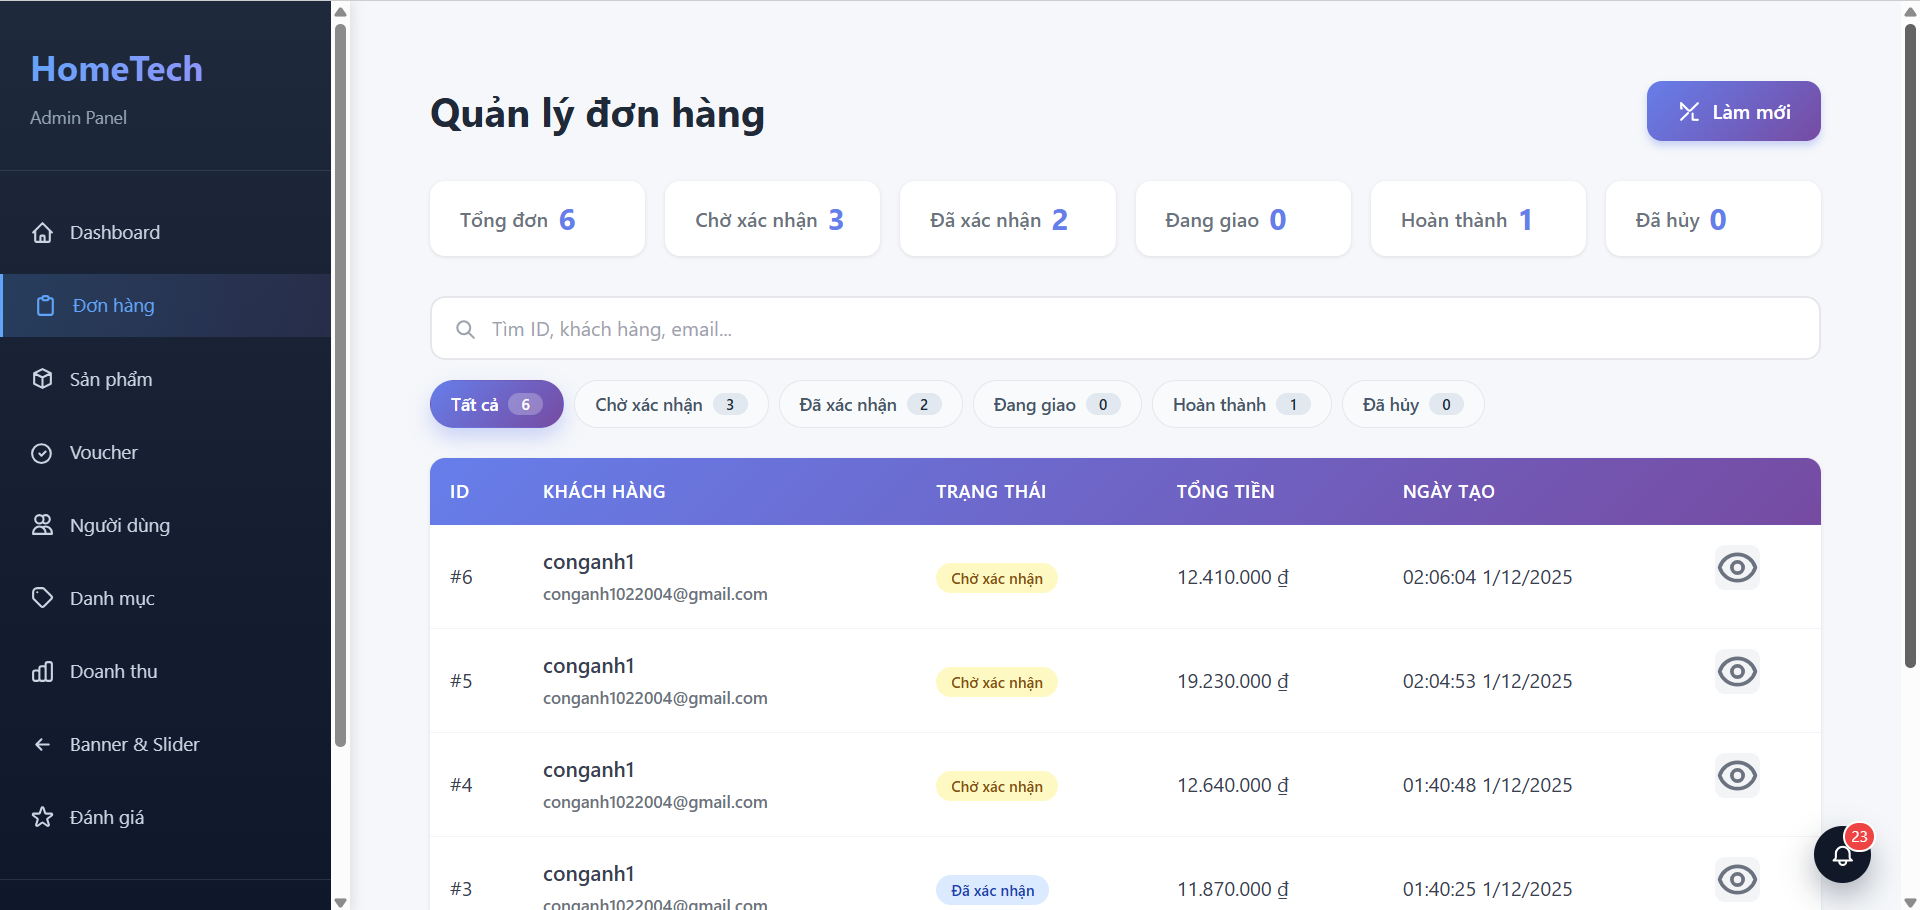 HomeTech
Admin Panel
Dashboard
Đơn hàng
Sản phẩm
Voucher
Người dùng
Danh mục
Doanh thu
Banner & Slider
Đánh giá
Quản lý đơn hàng
Làm mới
Tổng đơn 6
Chờ xác nhận 3
Đã xác nhận 2
Đang giao 0
Hoàn thành 1
Đã hủy 0
Tìm ID, khách hàng, email...
Tất cả 6
Chờ xác nhận 3
Đã xác nhận 2
Đang giao 0
Hoàn thành 1
Đã hủy 0
ID KHÁCH HÀNG TRẠNG THÁI TỔNG TIỀN NGÀY TẠO
#6 conganh1 Chờ xác nhận 12.410.000 ₫ 02:06:04 1/12/2025
conganh1022004@gmail.com
#5 conganh1 Chờ xác nhận 19.230.000 ₫ 02:04:53 1/12/2025
conganh1022004@gmail.com
#4 conganh1 Chờ xác nhận 12.640.000 ₫ 01:40:48 1/12/2025
conganh1022004@gmail.com
#3 conganh1 Đã xác nhận 11.870.000 ₫ 01:40:25 1/12/2025
conganh1022004@gmail.com
23